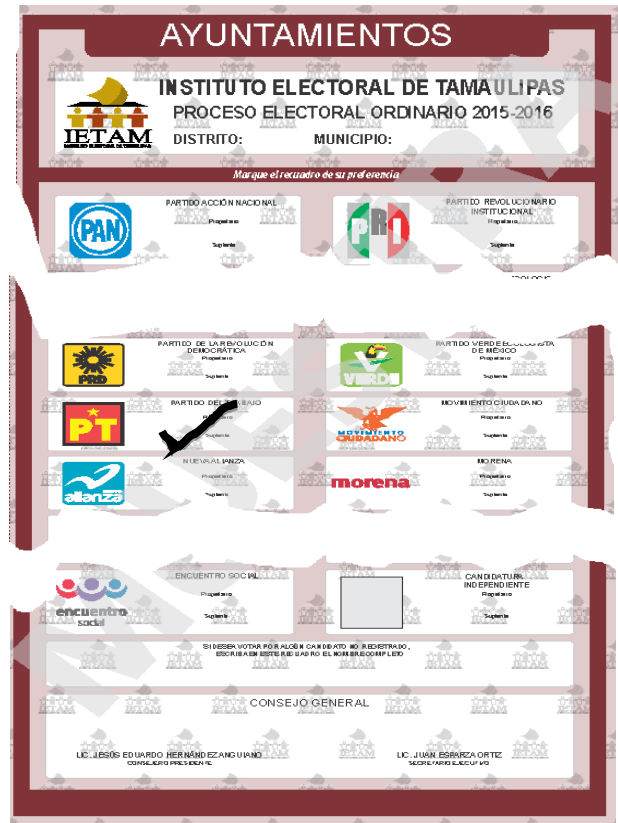 AYUNTAMIENTOS
IETAM
INSTITUTO ELECTORAL DE TAMAULIPAS
PROCESO ELECTORAL ORDINARIO 2015-2016
DISTRITO: MUNICIPIO:
Marque el recuadro de su preferencia
PAN
PARTIDO ACCIÓN NACIONAL
Propietario
Suplente
PRI
PARTIDO REVOLUCIONARIO
INSTITUCIONAL
Propietario
Suplente
PRD
PARTIDO DE LA REVOLUCIÓN
DEMOCRÁTICA
Propietario
Suplente
VERDE
PARTIDO VERDE ECOLOGISTA
DE MÉXICO
Propietario
Suplente
PT
PARTIDO DEL TRABAJO
Propietario
Suplente
MOVIMIENTO
CIUDADANO
MOVIMIENTO CIUDADANO
Propietario
Suplente
alianza
NUEVA ALIANZA
Propietario
Suplente
morena
MORENA
Propietario
Suplente
encuentro
social
ENCUENTRO SOCIAL
Propietario
Suplente
CANDIDATURA
INDEPENDIENTE
Propietario
Suplente
SI DESEA VOTAR POR ALGÚN CANDIDATO NO REGISTRADO,
ESCRIBA EN ESTE RECUADRO EL NOMBRE COMPLETO
CONSEJO GENERAL
LIC. JESÚS EDUARDO HERNÁNDEZ ANGUIANO
CONSEJERO PRESIDENTE
LIC. JUAN ESPARZA ORTIZ
SECRETARIO EJECUTIVO